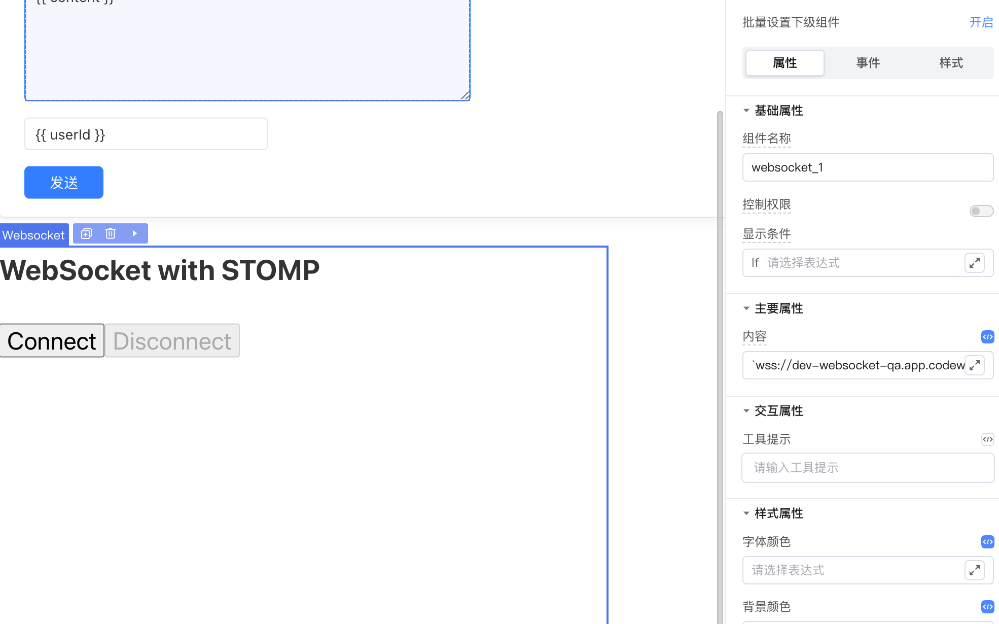 {{ content }}
{{ userId }}
发送
Websocket
WebSocket with STOMP
Connect
Disconnect
批量设置下级组件
开启
属性
事件
样式
基础属性
组件名称
websocket_1
控制权限
显示条件
If 请选择表达式
主要属性
内容
`wss://dev-websocket-qa.app.codew
交互属性
工具提示
请输入工具提示
样式属性
字体颜色
请选择表达式
背景颜色